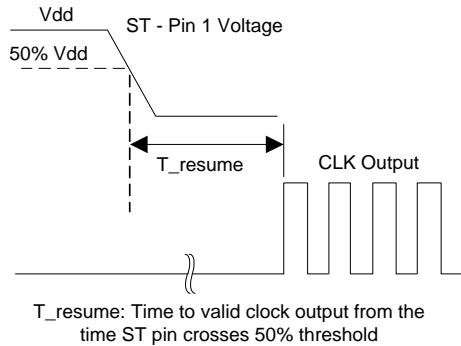 Vdd
ST - Pin 1 Voltage
50% Vdd
T_resume
CLK Output
T_resume: Time to valid clock output from the
time ST pin crosses 50% threshold